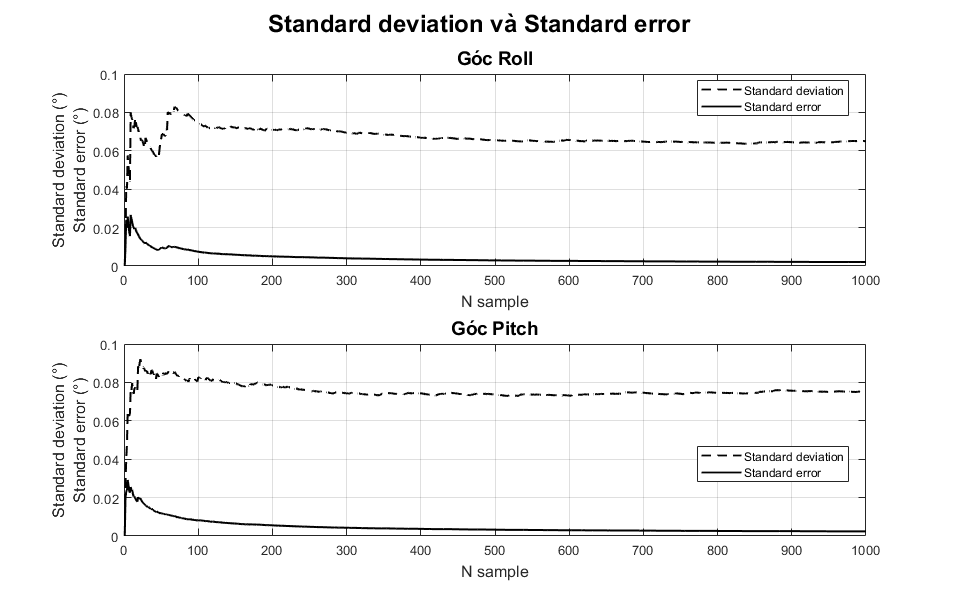 Standard deviation và Standard error
Góc Roll
Standard deviation (°)
Standard error (°)
0.1
0.08
0.06
0.04
0.02
0
Standard deviation
Standard error
0 100 200 300 400 500 600 700 800 900 1000
N sample
Góc Pitch
Standard deviation (°)
Standard error (°)
0.1
0.08
0.06
0.04
0.02
0
Standard deviation
Standard error
0 100 200 300 400 500 600 700 800 900 1000
N sample